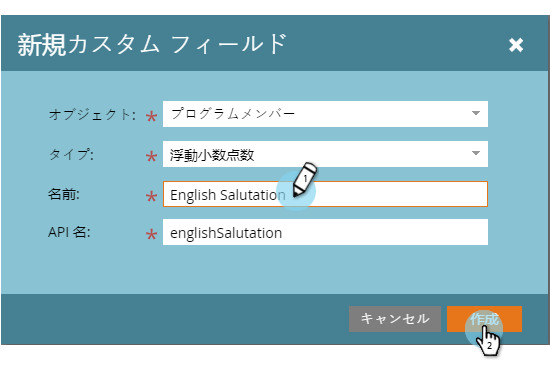 新規カスタム フィールド
オブジェクト: * プログラムメンバー
タイプ: * 浮動小数点数
名前: * English Salutation 1
API 名: * englishSalutation
キャンセル 作成
2